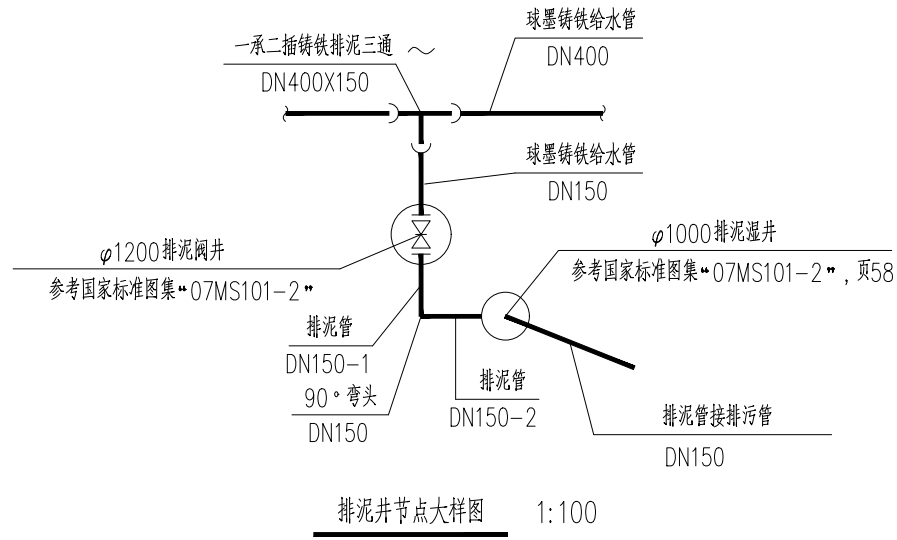 球墨铸铁给水管
DN400
一承二插铸铁排泥三通
DN400X150
球墨铸铁给水管
DN150
φ1200排泥阀井
参考国家标准图集“07MS101-2”
φ1000排泥湿井
参考国家标准图集“07MS101-2”,页58
排泥管
DN150-1
90°弯头
DN150
排泥管
DN150-2
排泥管接排污管
DN150
排泥井节点大样图 1:100